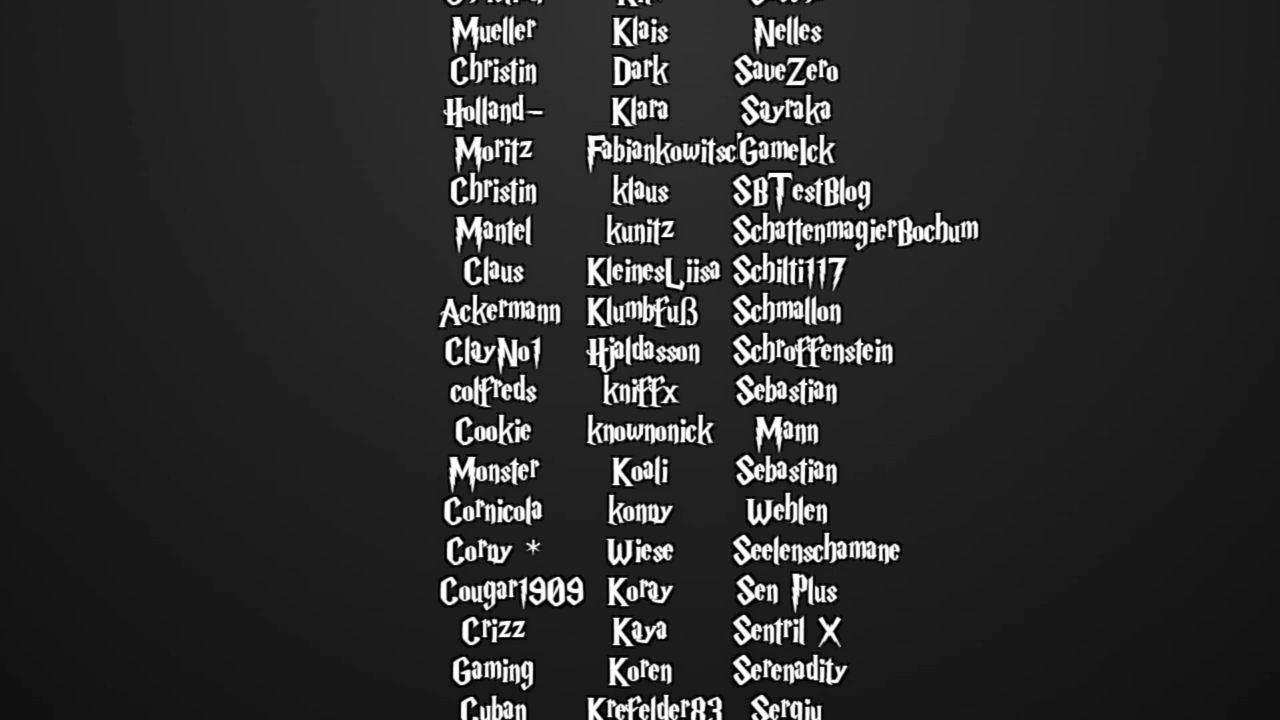 Mueller Klais Nelles
Christin Dark SaveZero
Holland- Klara Sayraka
Moritz Fabiankowitsc GameIck
Christin klaus SBTestBlog
Mantel kunitz SchattenmagierBochum
Claus KleinesLiisa Schilti117
Ackermann Klumbfuß Schmallon
ClayNo1 Hjaldasson Schroffenstein
colfreds kniffx Sebastian
Cookie knownonick Mann
Monster Koali Sebastian
Cornicola konny Wehlen
Corny * Wiese Seelenschamane
Cougar1909 Koray Sen Plus
Crizz Kaya Sentril X
Gaming Koren Serenadity
Cuban Krefelder83 Sergiu